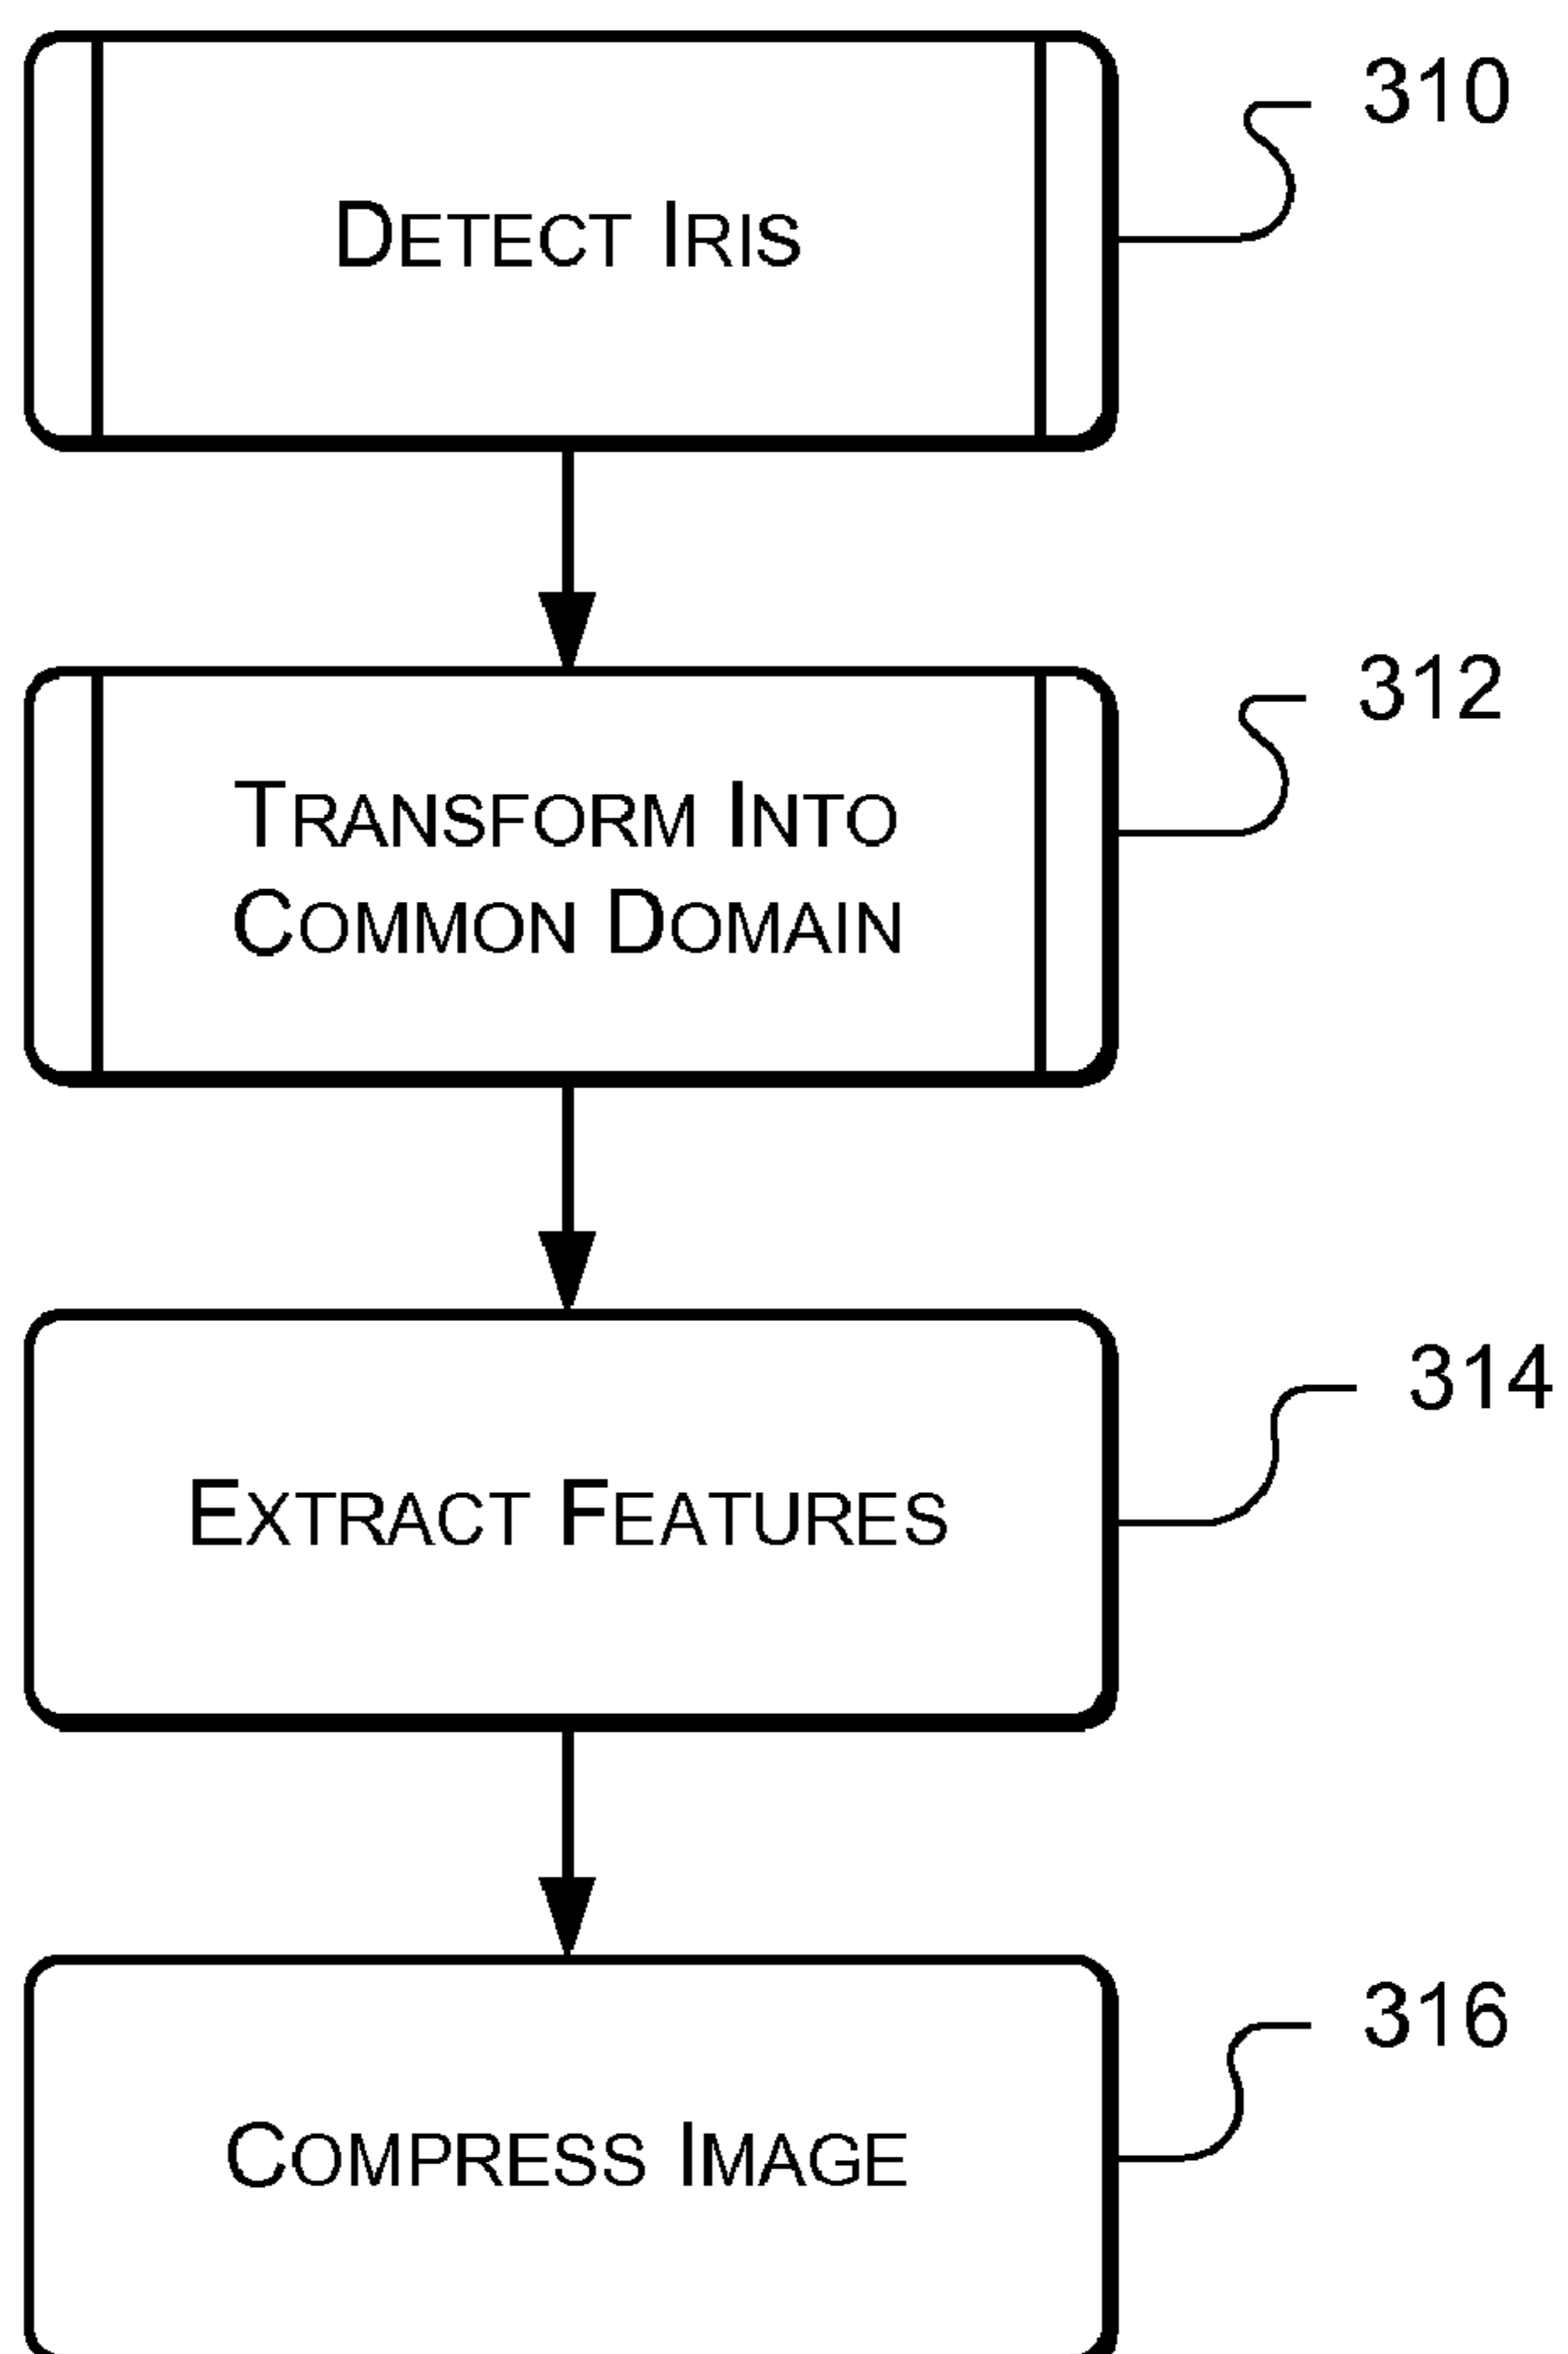 310
DETECT IRIS
312
TRANSFORM INTO
COMMON DOMAIN
314
EXTRACT FEATURES
316
COMPRESS IMAGE